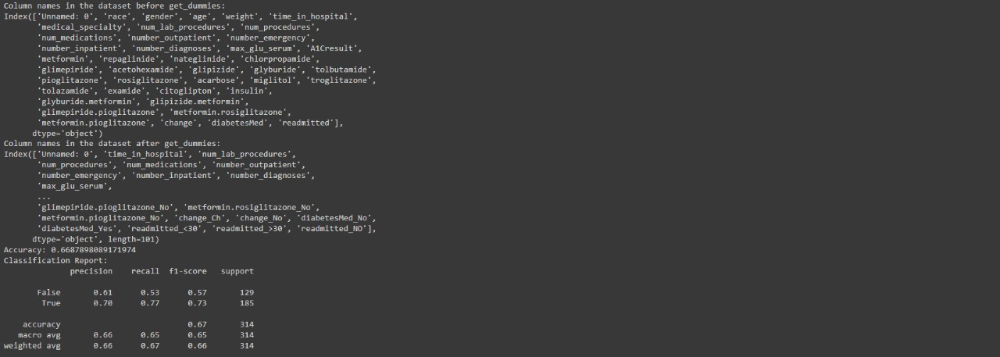 Column names in the dataset before get_dummies:
Index(['Unnamed: 0', 'race', 'gender', 'age', 'weight', 'time_in_hospital',
'medical_specialty', 'num_lab_procedures', 'num_procedures',
'num_medications', 'number_outpatient', 'number_emergency',
'number_inpatient', 'number_diagnoses', 'max_glu_serum', 'A1Cresult',
'metformin', 'repaglinide', 'nateglinide', 'chlorpropamide',
'glimepiride', 'acetohexamide', 'glipizide', 'glyburide', 'tolbutamide',
'pioglitazone', 'rosiglitazone', 'acarbose', 'miglitol', 'troglitazone',
'tolazamide', 'examide', 'citoglipton', 'insulin',
'glyburide.metformin', 'glipizide.metformin',
'glimepiride.pioglitazone', 'metformin.rosiglitazone',
'metformin.pioglitazone', 'change', 'diabetesMed', 'readmitted'],
dtype='object')
Column names in the dataset after get_dummies:
Index(['Unnamed: 0', 'time_in_hospital', 'num_lab_procedures',
'num_procedures', 'num_medications', 'number_outpatient',
'number_emergency', 'number_inpatient', 'number_diagnoses',
'max_glu_serum',
...
'glimepiride.pioglitazone_No', 'metformin.rosiglitazone_No',
'metformin.pioglitazone_No', 'change_Ch', 'change_No', 'diabetesMed_No',
'diabetesMed_Yes', 'readmitted_<30', 'readmitted_>30', 'readmitted_NO'],
dtype='object', length=101)
Accuracy: 0.6687898089171974
Classification Report:
precision recall f1-score support
False 0.61 0.53 0.57 129
True 0.70 0.77 0.73 185
accuracy 0.67 314
macro avg 0.66 0.65 0.65 314
weighted avg 0.66 0.67 0.66 314